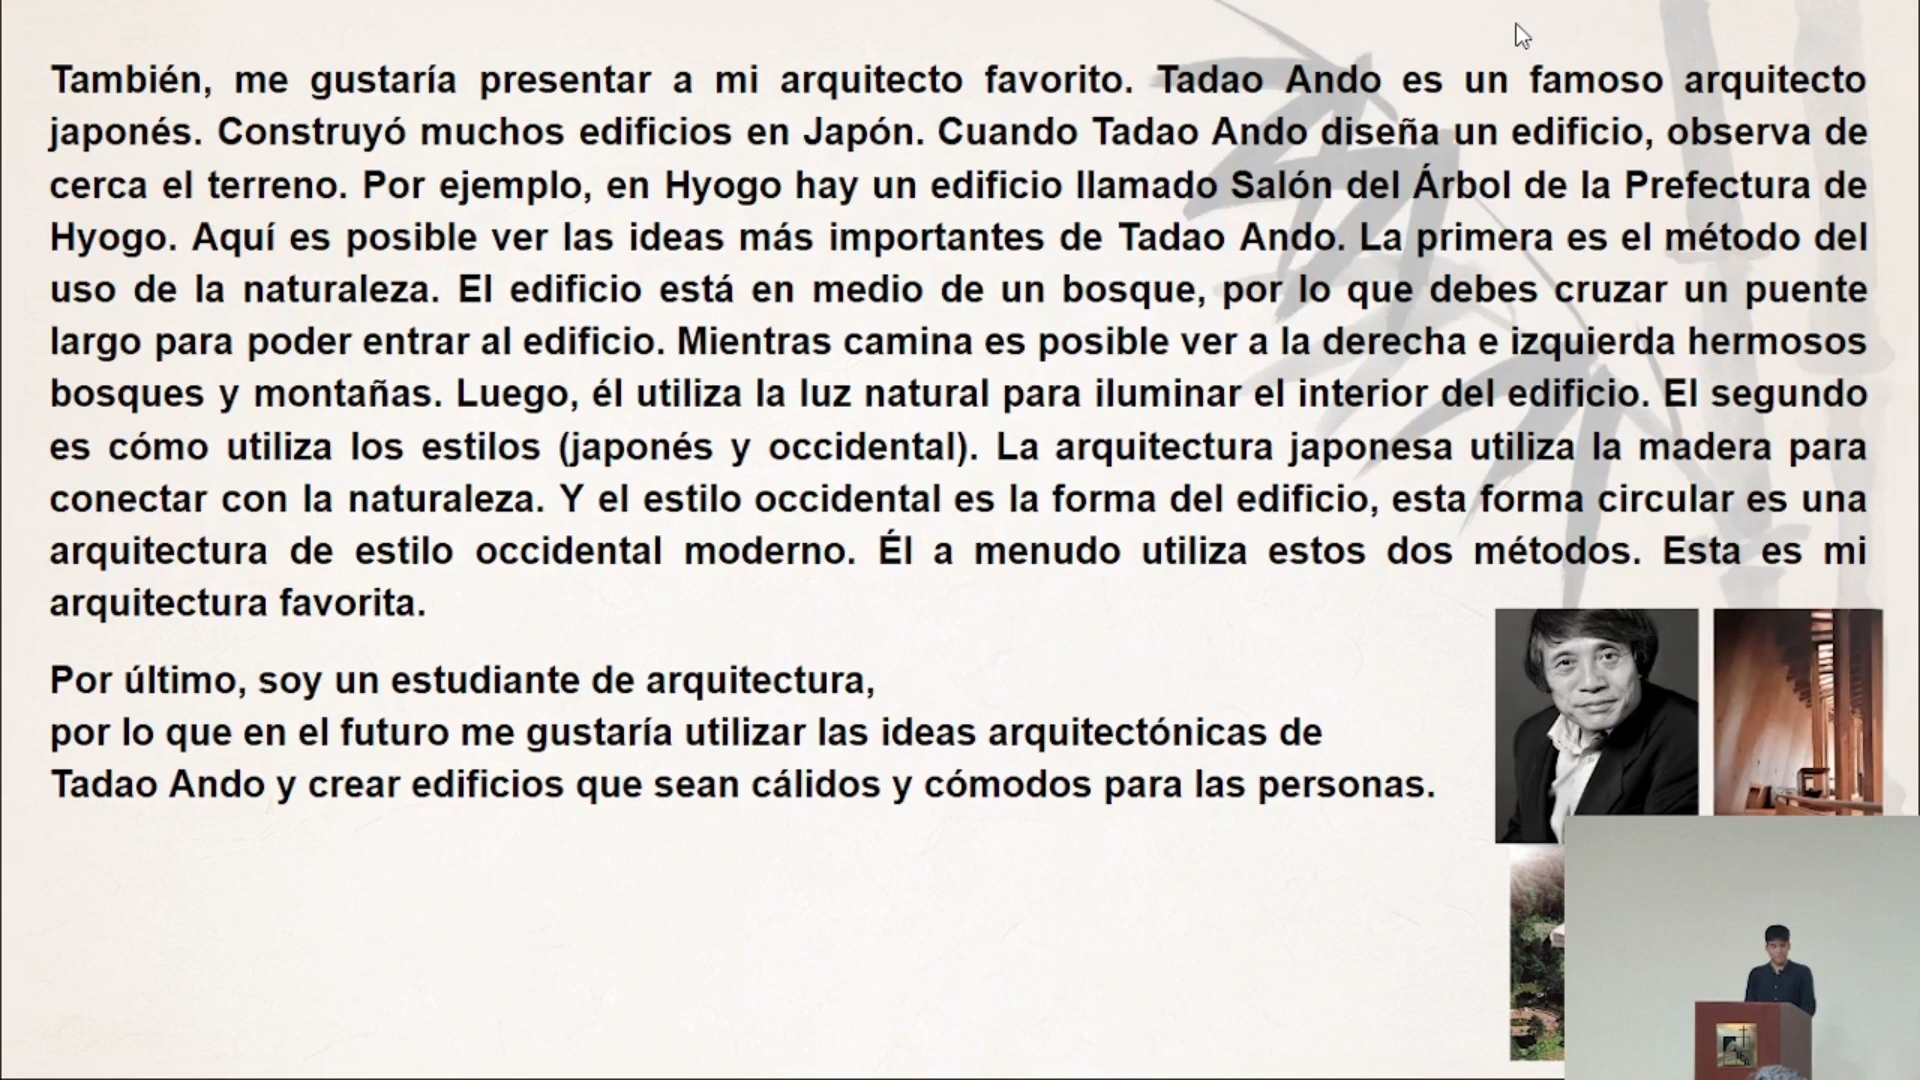 También, me gustaría presentar a mi arquitecto favorito. Tadao Ando es un famoso arquitecto
japonés. Construyó muchos edificios en Japón. Cuando Tadao Ando diseña un edificio, observa de
cerca el terreno. Por ejemplo, en Hyogo hay un edificio llamado Salón del Árbol de la Prefectura de
Hyogo. Aquí es posible ver las ideas más importantes de Tadao Ando. La primera es el método del
uso de la naturaleza. El edificio está en medio de un bosque, por lo que debes cruzar un puente
largo para poder entrar al edificio. Mientras camina es posible ver a la derecha e izquierda hermosos
bosques y montañas. Luego, él utiliza la luz natural para iluminar el interior del edificio. El segundo
es cómo utiliza los estilos (japonés y occidental). La arquitectura japonesa utiliza la madera para
conectar con la naturaleza. Y el estilo occidental es la forma del edificio, esta forma circular es una
arquitectura de estilo occidental moderno. Él a menudo utiliza estos dos métodos. Esta es mi
arquitectura favorita.
Por último, soy un estudiante de arquitectura,
por lo que en el futuro me gustaría utilizar las ideas arquitectónicas de
Tadao Ando y crear edificios que sean cálidos y cómodos para las personas.